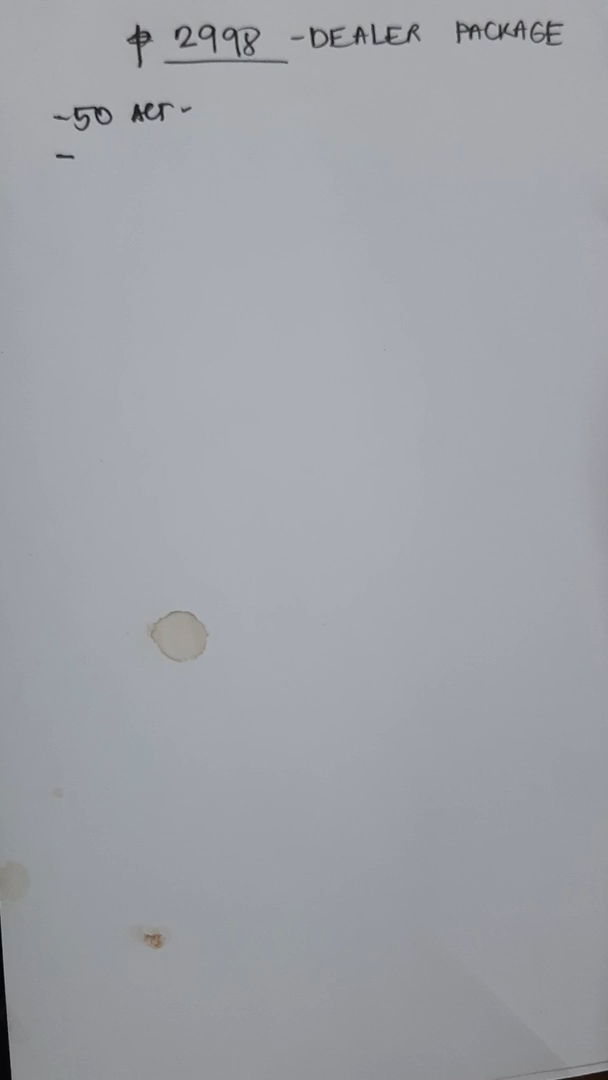 ₱ 2998 - DEALER PACKAGE
- 50 ACT -
-